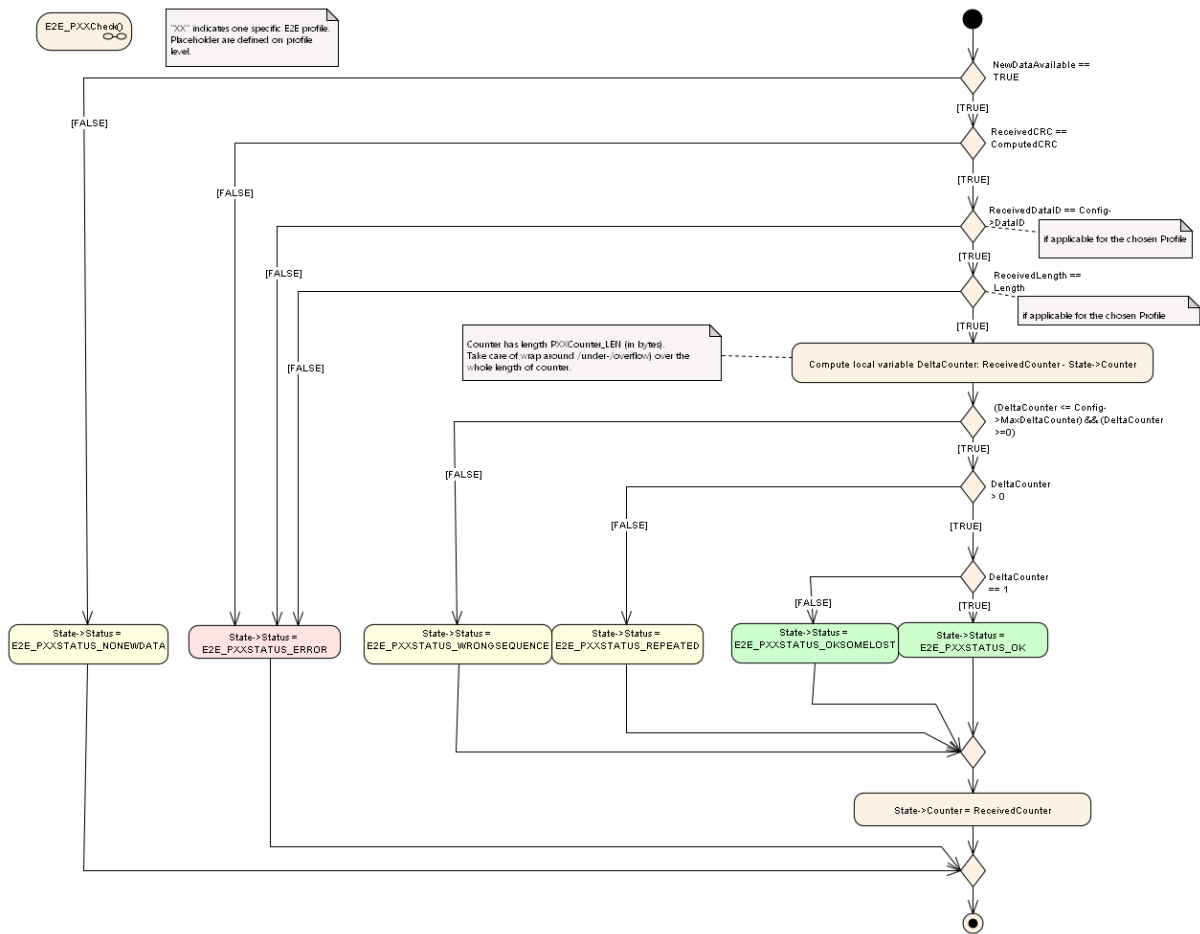 E2E_PXXCheck()
"XX" indicates one specific E2E profile.
Placeholder are defined on profile
level.
NewDataAvailable ==
TRUE
[FALSE]
[TRUE]
ReceivedCRC ==
ComputedCRC
[FALSE]
[TRUE]
ReceivedDataID == Config-
>DataID
if applicable for the chosen Profile
[FALSE]
[TRUE]
ReceivedLength ==
Length
if applicable for the chosen Profile
[TRUE]
[FALSE]
Counter has length PXXCounter_LEN (in bytes).
Take care of wrap around /under-/overflow) over the
whole length of counter.
Compute local variable DeltaCounter: ReceivedCounter - State->Counter
(DeltaCounter <= Config-
>MaxDeltaCounter) && (DeltaCounter
>=0)
[TRUE]
[FALSE]
DeltaCounter
> 0
[FALSE]
[TRUE]
DeltaCounter
== 1
[FALSE]
[TRUE]
State->Status =
E2E_PXXSTATUS_NONEWDATA
State->Status =
E2E_PXXSTATUS_ERROR
State->Status =
E2E_PXXSTATUS_WRONGSEQUENCE
State->Status =
E2E_PXXSTATUS_REPEATED
State->Status =
E2E_PXXSTATUS_OKSOMELOST
State->Status =
E2E_PXXSTATUS_OK
State->Counter = ReceivedCounter